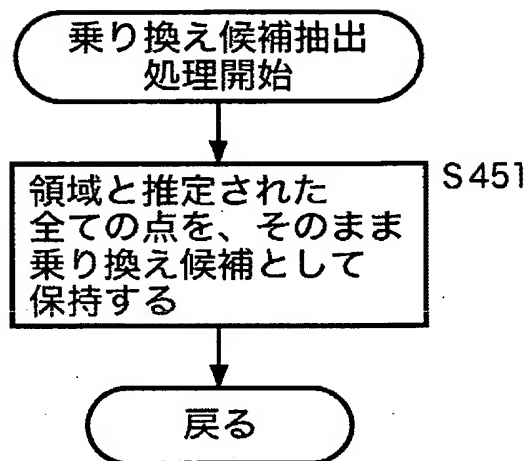 乗り換え候補抽出
処理開始
S451
領域と推定された
全ての点を、そのまま
乗り換え候補として
保持する
戻る